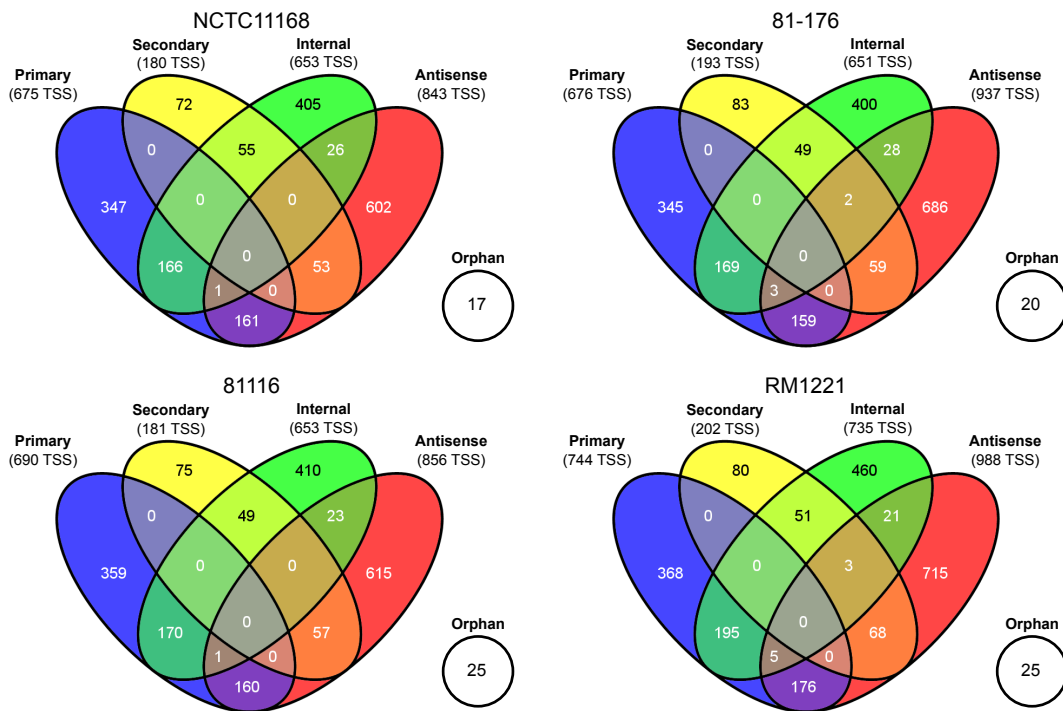 NCTC11168
Secondary
(180 TSS)
Internal
(653 TSS)
Primary
(675 TSS)
Antisense
(843 TSS)
72
405
0
55
26
347
0
0
602
0
166
53
1
0
161
Orphan
17
81-176
Secondary
(193 TSS)
Internal
(651 TSS)
Primary
(676 TSS)
Antisense
(937 TSS)
83
400
0
49
28
345
0
2
686
0
169
59
3
0
159
Orphan
20
81116
Secondary
(181 TSS)
Internal
(653 TSS)
Primary
(690 TSS)
Antisense
(856 TSS)
75
410
0
49
23
359
0
0
615
0
170
57
1
0
160
Orphan
25
RM1221
Secondary
(202 TSS)
Internal
(735 TSS)
Primary
(744 TSS)
Antisense
(988 TSS)
80
460
0
51
21
368
0
3
715
0
195
68
5
0
176
Orphan
25